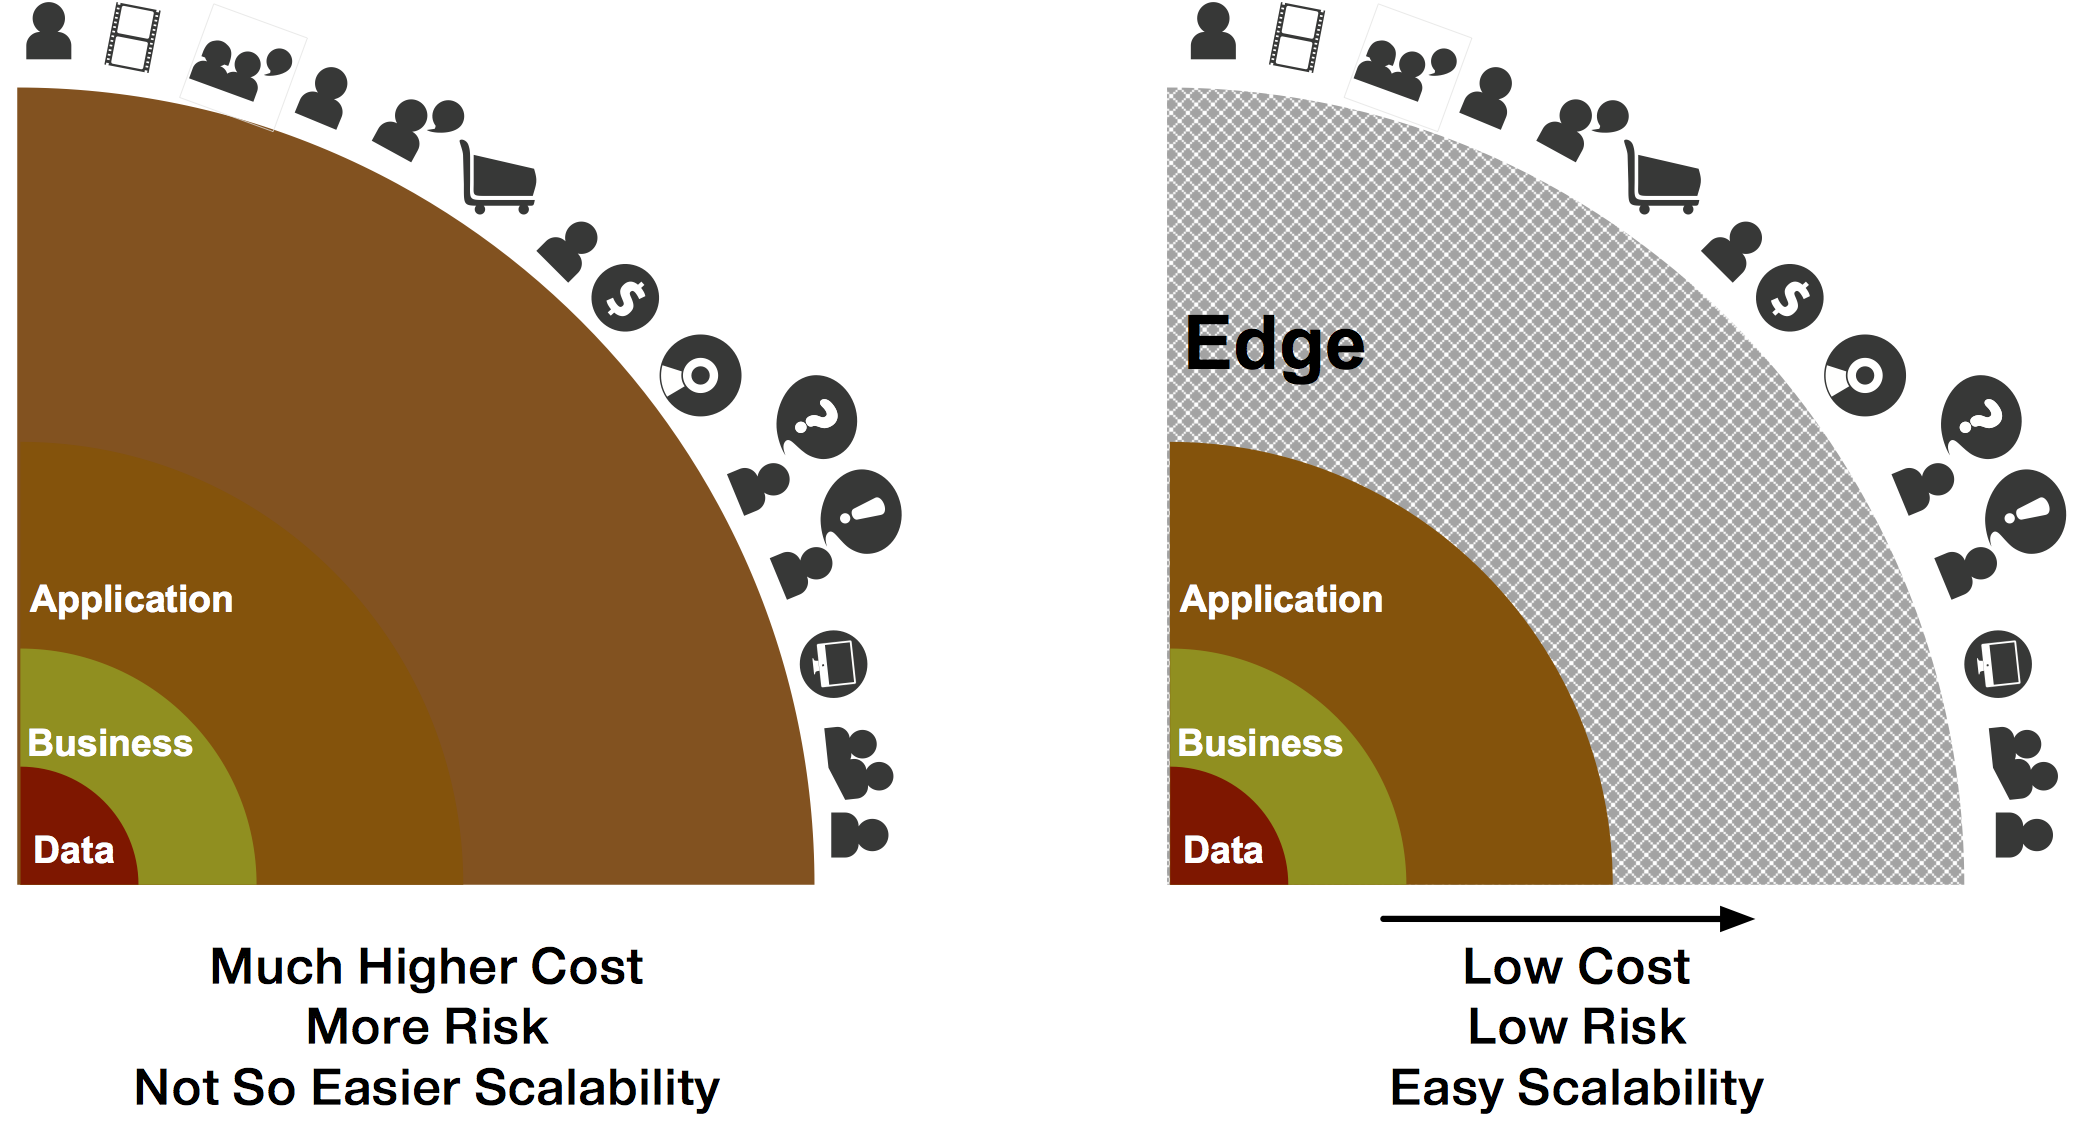 Application
Business
Data
Much Higher Cost
More Risk
Not So Easier Scalability
$
?
!
Edge
Application
Business
Data
Low Cost
Low Risk
Easy Scalability
$
?
!